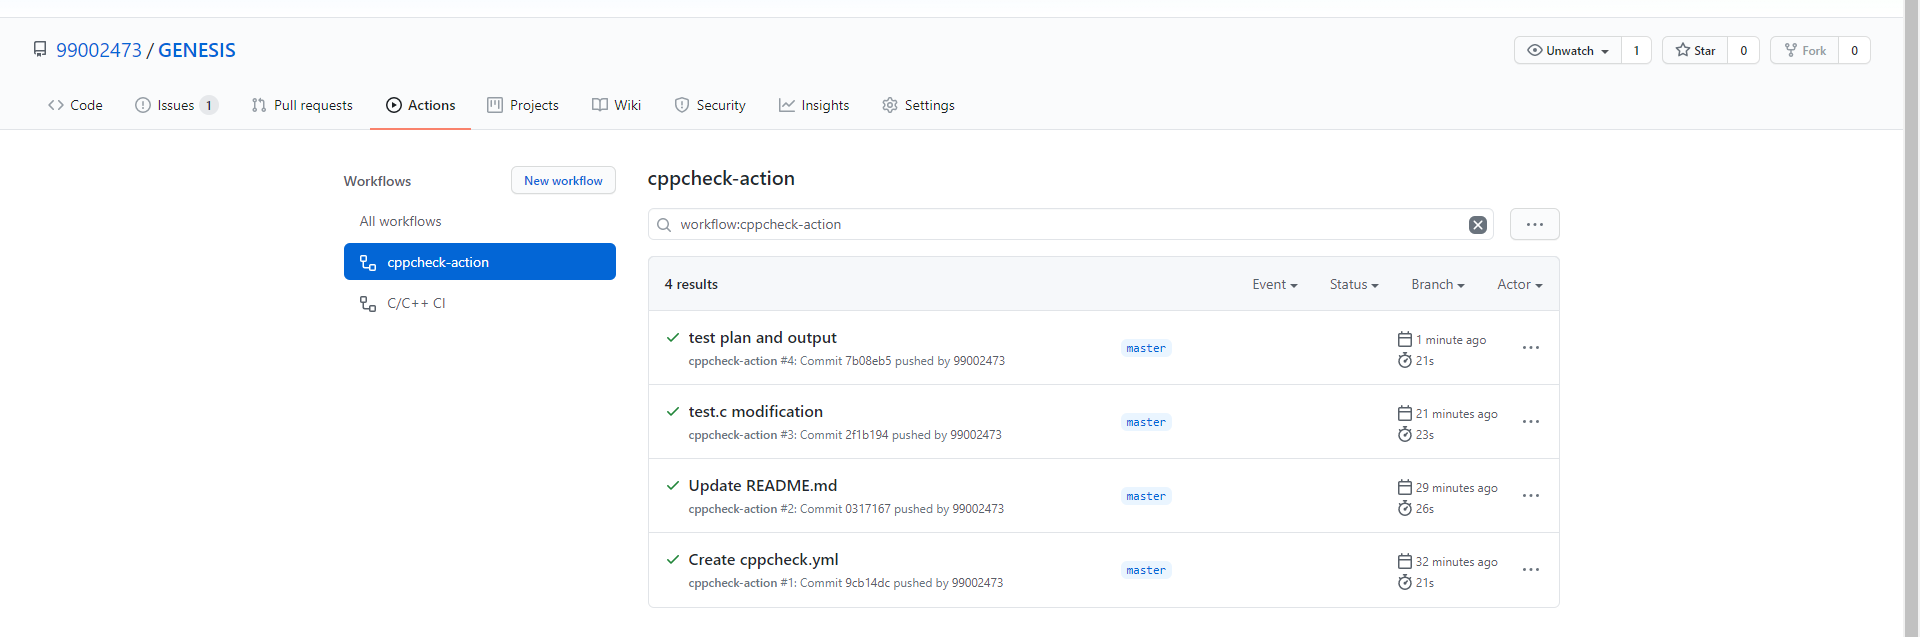 99002473 / GENESIS
Unwatch 1 Star 0 Fork 0
Code Issues 1 Pull requests Actions Projects Wiki Security Insights Settings
Workflows New workflow
All workflows
cppcheck-action
C/C++ CI
cppcheck-action
workflow:cppcheck-action
4 results Event Status Branch Actor
test plan and output
cppcheck-action #4: Commit 7b08eb5 pushed by 99002473
master
1 minute ago
21s
test.c modification
cppcheck-action #3: Commit 2f1b194 pushed by 99002473
master
21 minutes ago
23s
Update README.md
cppcheck-action #2: Commit 0317167 pushed by 99002473
master
29 minutes ago
26s
Create cppcheck.yml
cppcheck-action #1: Commit 9cb14dc pushed by 99002473
master
32 minutes ago
21s